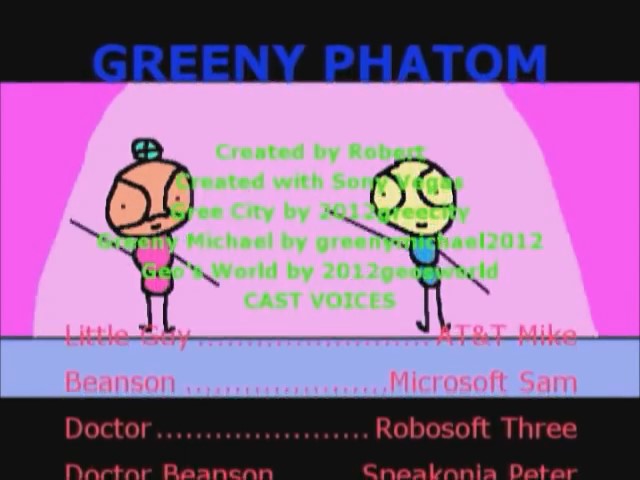 GREENY PHATOM
Created by Robert
Created with Sony Vegas
Gree City by 2012greecity
Greeny Michael by greenymichael2012
Geo's World by 2012geosworld
CAST VOICES
Little Guy ........................ AT&T Mike
Beanson ......................Microsoft Sam
Doctor....................... Robosoft Three
Doctor Beanson Speakonia Peter